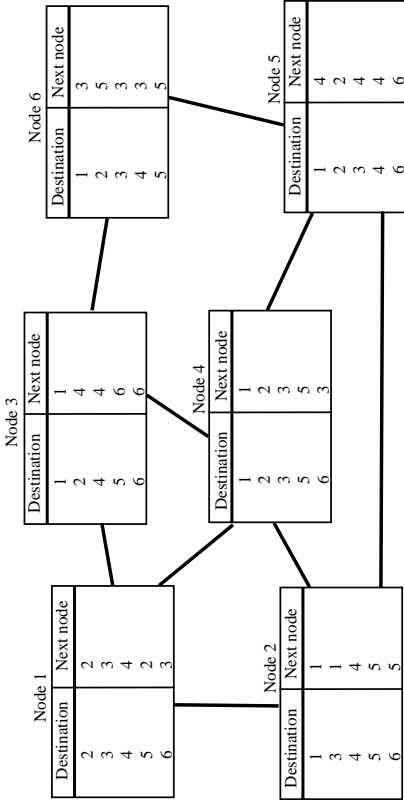 Node 1
Destination Next node
2 2
3 3
4 4
5 2
6 3
Node 3
Destination Next node
1 1
2 4
4 4
5 6
6 6
Node 6
Destination Next node
1 3
2 5
3 3
4 3
5 5
Node 2
Destination Next node
1 1
3 1
4 4
5 5
6 5
Node 4
Destination Next node
1 1
2 2
3 3
5 5
6 3
Node 5
Destination Next node
1 4
2 2
3 4
4 4
6 6